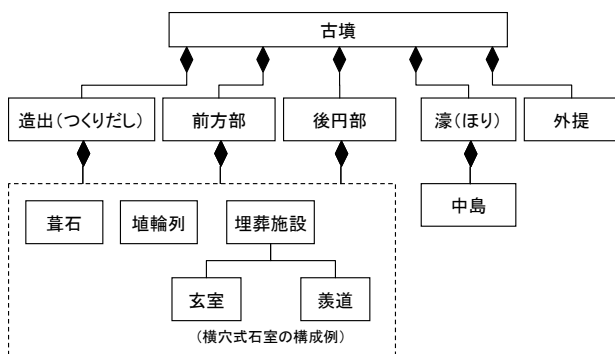 古墳
造出(つくりだし)
前方部
後円部
濠(ほり)
外提
葺石
埴輪列
埋葬施設
中島
玄室
羨道
(横穴式石室の構成例)